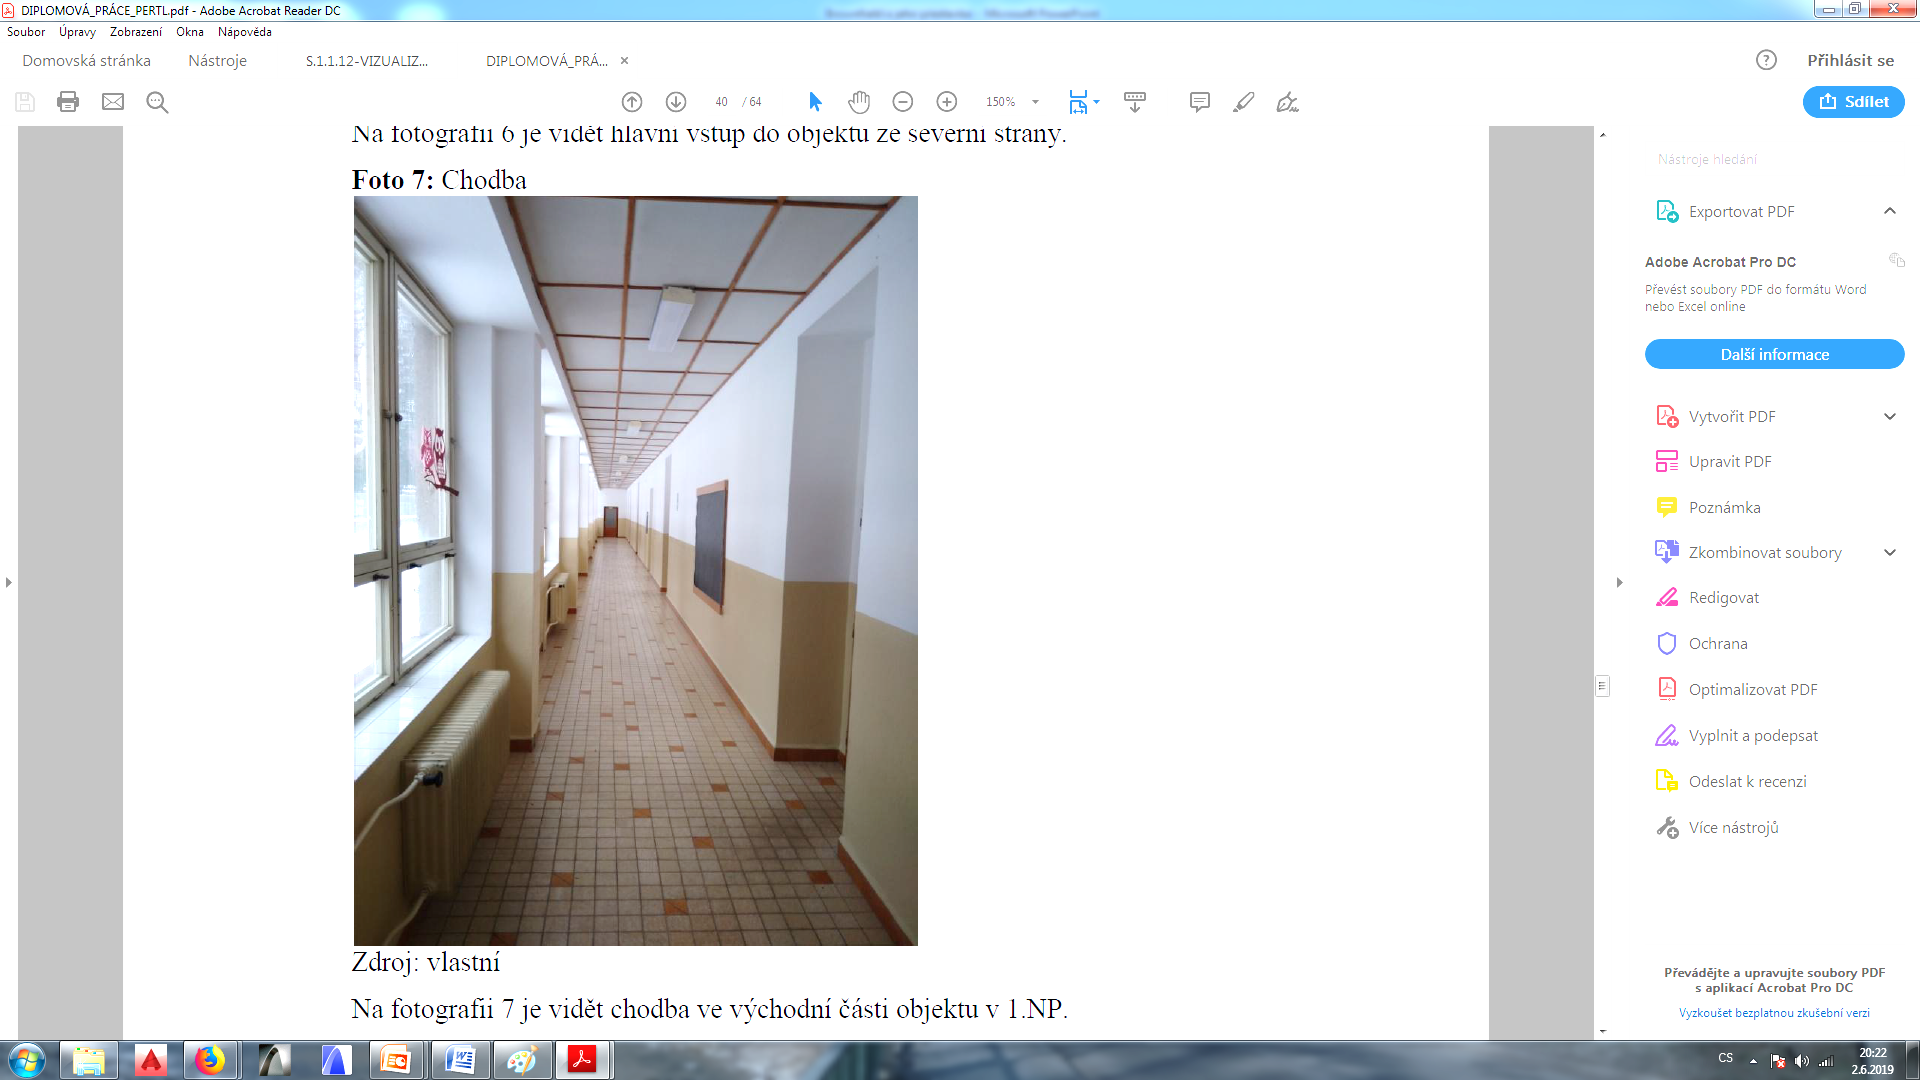 DIPLOMOVÁ_PRÁCE_PERTL.pdf - Adobe Acrobat Reader DC
Soubor Úpravy Zobrazení Okna Nápověda
Domovská stránka Nástroje S.1.1.12-VIZUALIZ... DIPLOMOVÁ_PRÁ... × Přihlásit se
40 / 64 150% Sdílet
Na fotografii 6 je vidět hlavní vstup do objektu ze severní strany.
Foto 7: Chodba
Zdroj: vlastní
Na fotografii 7 je vidět chodba ve východní části objektu v 1.NP.
Nástroje hledání
Exportovat PDF
Adobe Acrobat Pro DC
Převést soubory PDF do formátu Word
nebo Excel online
Další informace
Vytvořit PDF
Upravit PDF
Poznámka
Zkombinovat soubory
Redigovat
Ochrana
Optimalizovat PDF
Vyplnit a podepsat
Odeslat k recenzi
Více nástrojů
Převádějte a upravujte soubory PDF
s aplikací Acrobat Pro DC
Vyzkoušet bezplatnou zkušební verzi
CS
20:22
2.6.2019